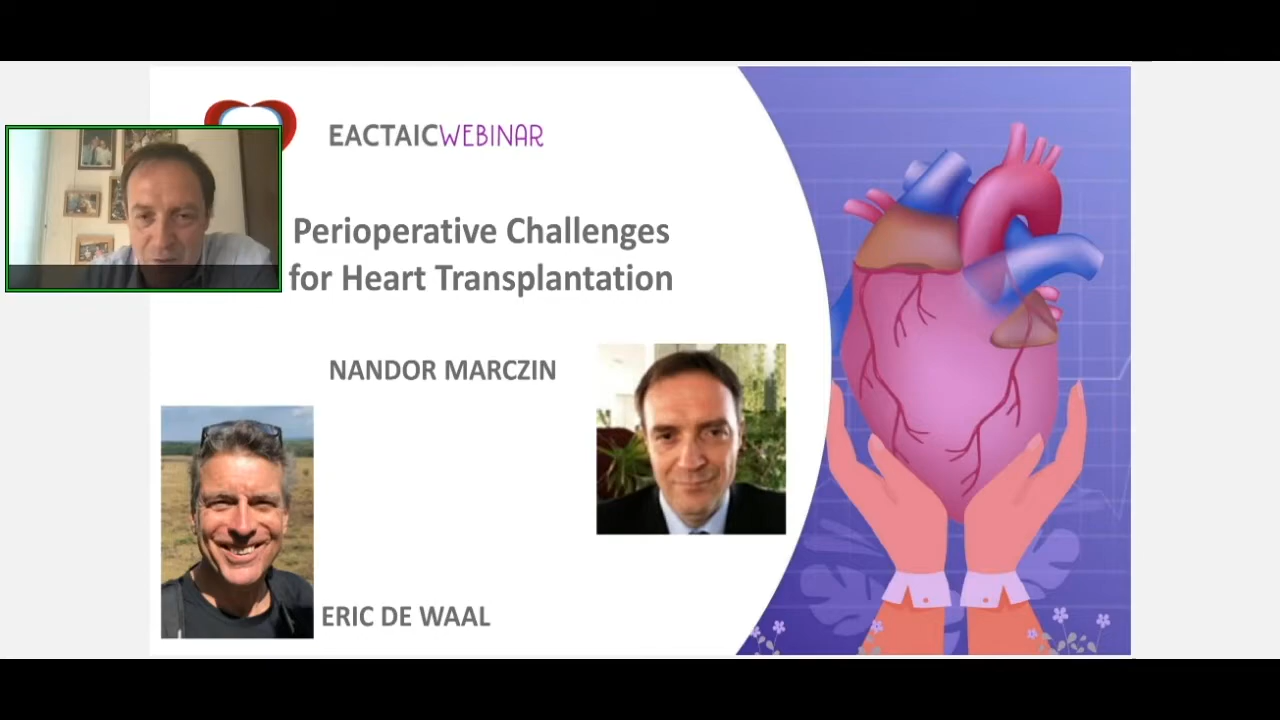 EACTAICWEBINAR
Perioperative Challenges
for Heart Transplantation
NANDOR MARCZIN
ERIC DE WAAL